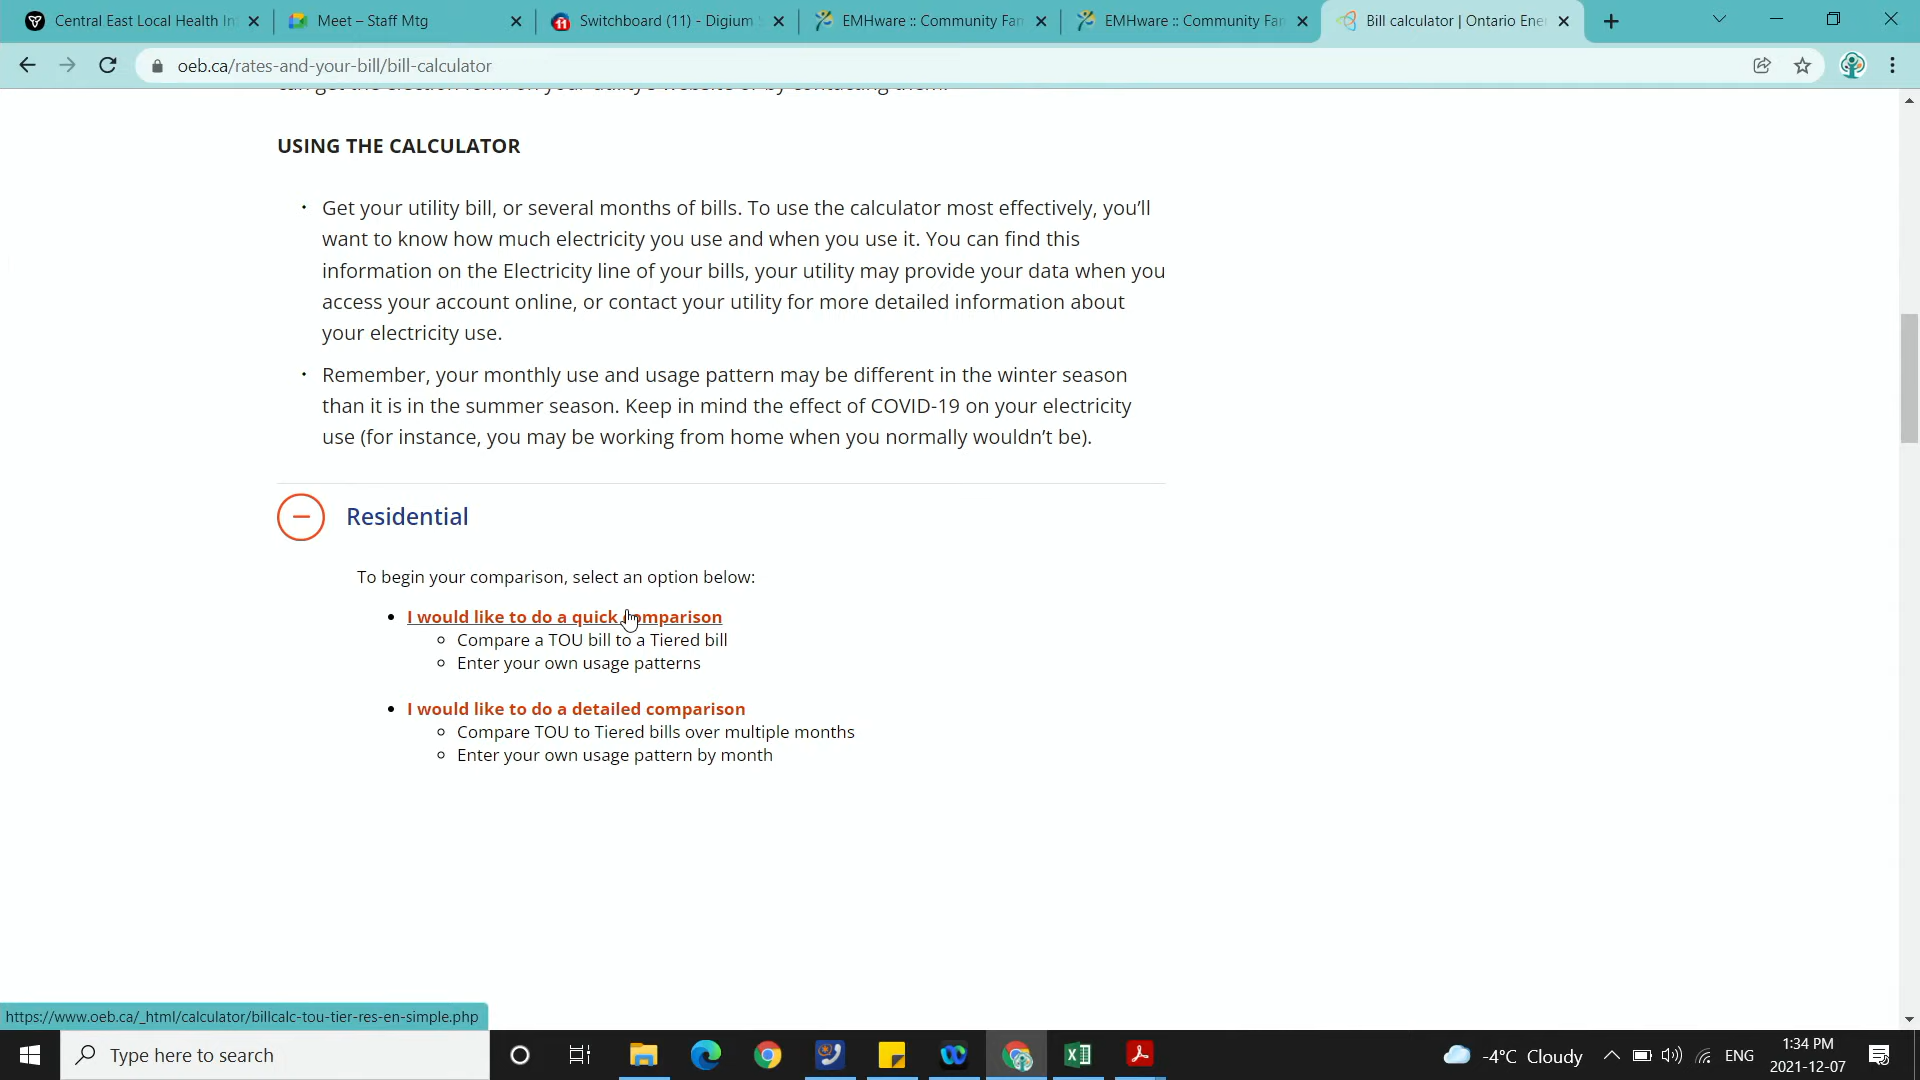 Central East Local Health In
Meet – Staff Mtg
Switchboard (11) - Digium
EMHware :: Community Fam
EMHware :: Community Fam
Bill calculator | Ontario Ene
oeb.ca/rates-and-your-bill/bill-calculator
USING THE CALCULATOR
• Get your utility bill, or several months of bills. To use the calculator most effectively, you’ll
want to know how much electricity you use and when you use it. You can find this
information on the Electricity line of your bills, your utility may provide your data when you
access your account online, or contact your utility for more detailed information about
your electricity use.
• Remember, your monthly use and usage pattern may be different in the winter season
than it is in the summer season. Keep in mind the effect of COVID-19 on your electricity
use (for instance, you may be working from home when you normally wouldn’t be).
Residential
To begin your comparison, select an option below:
• I would like to do a quick comparison
Compare a TOU bill to a Tiered bill
Enter your own usage patterns
• I would like to do a detailed comparison
Compare TOU to Tiered bills over multiple months
Enter your own usage pattern by month
https://www.oeb.ca/_html/calculator/billcalc-tou-tier-res-en-simple.php
Type here to search
-4°C Cloudy
ENG
1:34 PM
2021-12-07